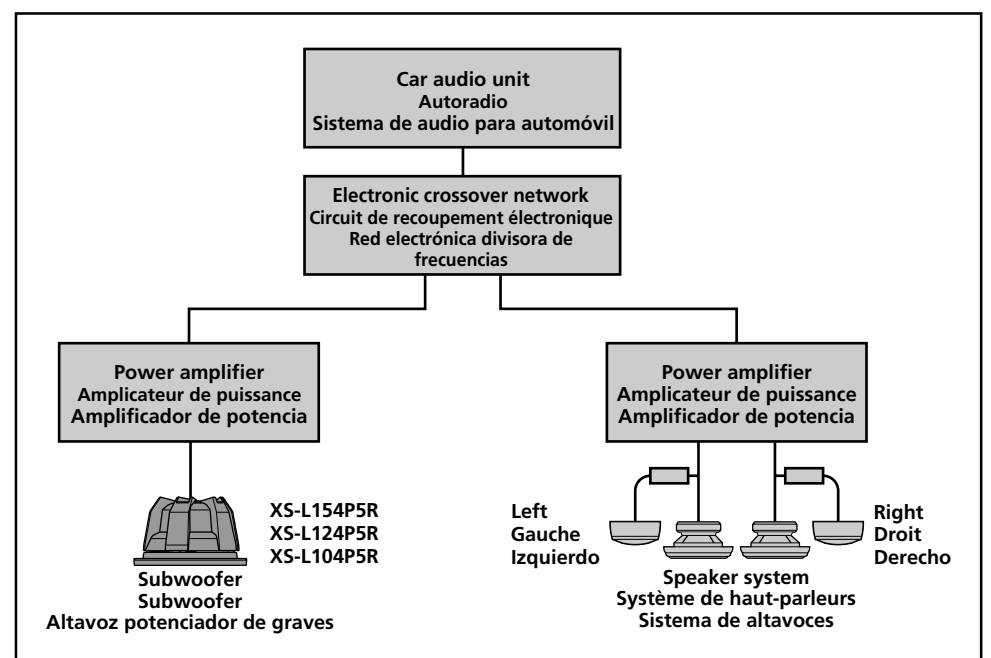 Car audio unit
Autoradio
Sistema de audio para automóvil
Electronic crossover network
Circuit de recoupement électronique
Red electrónica divisora de
frecuencias
Power amplifier
Amplicateur de puissance
Amplificador de potencia
Power amplifier
Amplicateur de puissance
Amplificador de potencia
XS-L154P5R
XS-L124P5R
XS-L104P5R
Subwoofer
Subwoofer
Altavoz potenciador de graves
Left
Gauche
Izquierdo
Right
Droit
Derecho
Speaker system
Système de haut-parleurs
Sistema de altavoces